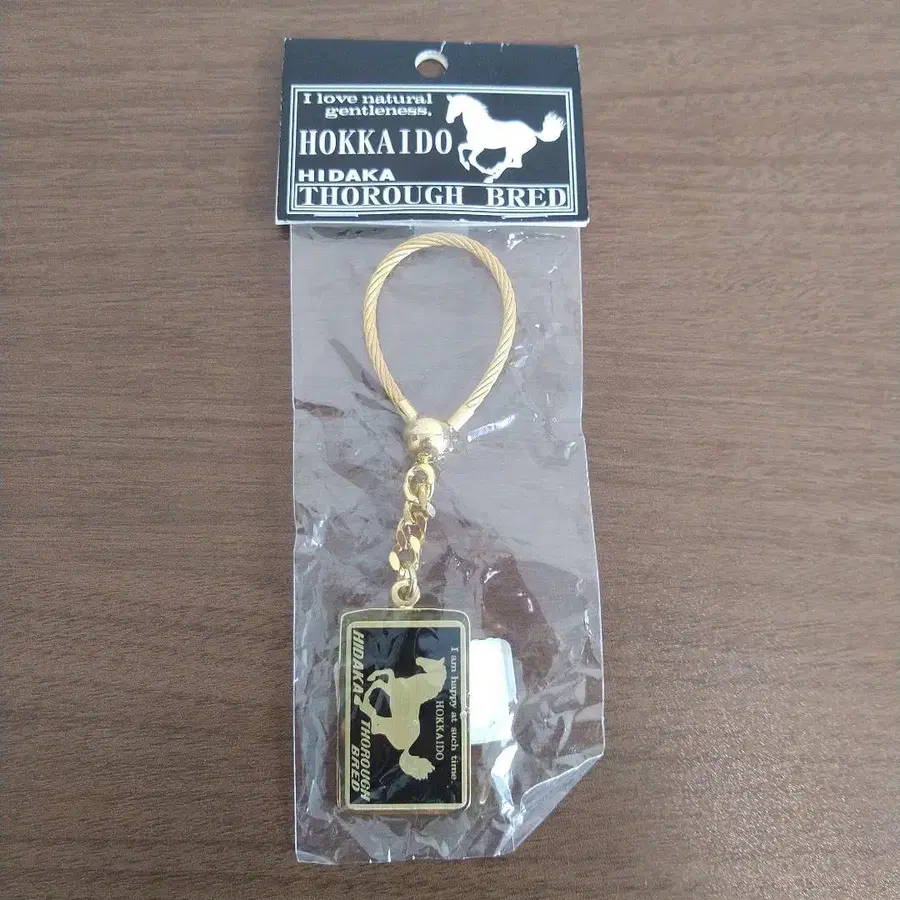 I love natural
gentleness,
HOKKAIDO
HIDAKA
THOROUGH BRED
I am happy at such time.
HOKKAIDO
HIDAKA
THOROUGH
BRED